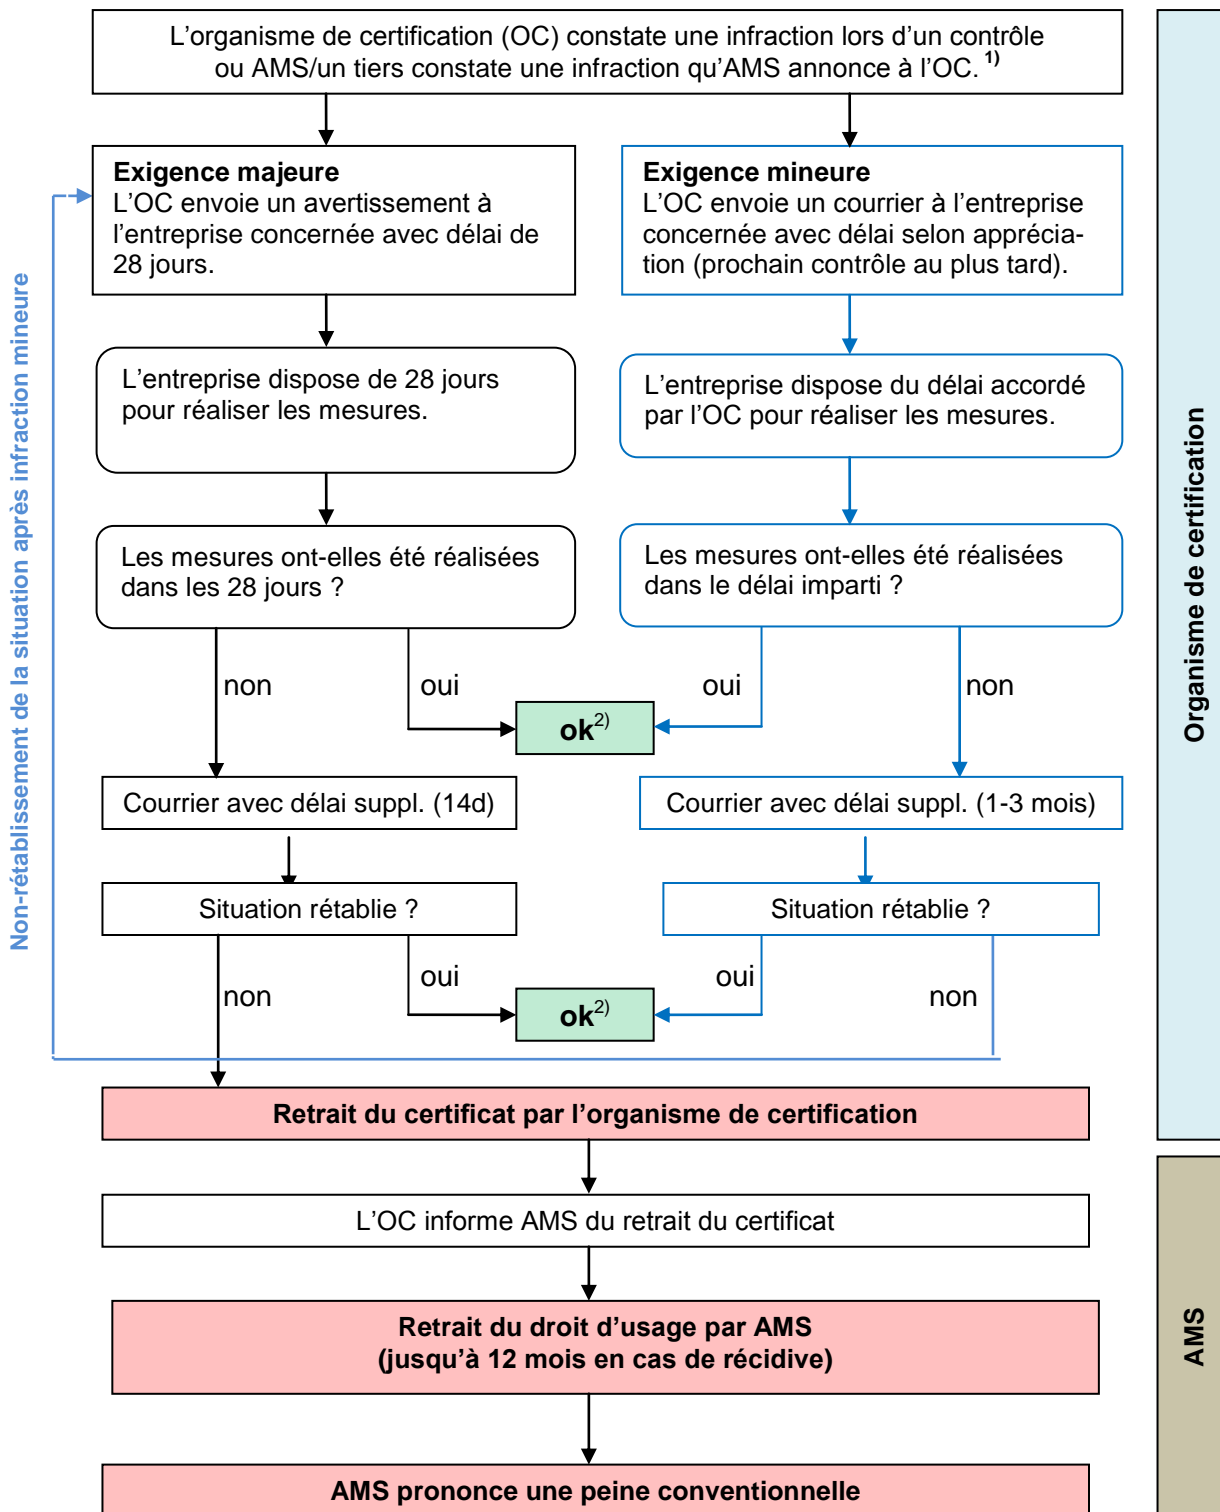 L'organisme de certification (OC) constate une infraction lors d'un contrôle
ou AMS/un tiers constate une infraction qu'AMS annonce à l'OC. 1)
Exigence majeure
L'OC envoie un avertissement à
l'entreprise concernée avec délai de
28 jours.
Exigence mineure
L'OC envoie un courrier à l'entreprise
concernée avec délai selon apprécia-
tion (prochain contrôle au plus tard).
L'entreprise dispose de 28 jours
pour réaliser les mesures.
L'entreprise dispose du délai accordé
par l'OC pour réaliser les mesures.
Les mesures ont-elles été réalisées
dans les 28 jours ?
Les mesures ont-elles été réalisées
dans le délai imparti ?
non
oui
oui
non
ok2)
Courrier avec délai suppl. (14d)
Courrier avec délai suppl. (1-3 mois)
Situation rétablie ?
Situation rétablie ?
non
oui
oui
non
ok2)
Non-rétablissement de la situation après infraction mineure
Retrait du certificat par l'organisme de certification
L'OC informe AMS du retrait du certificat
Retrait du droit d'usage par AMS
(jusqu'à 12 mois en cas de récidive)
AMS prononce une peine conventionnelle
Organisme de certification
AMS